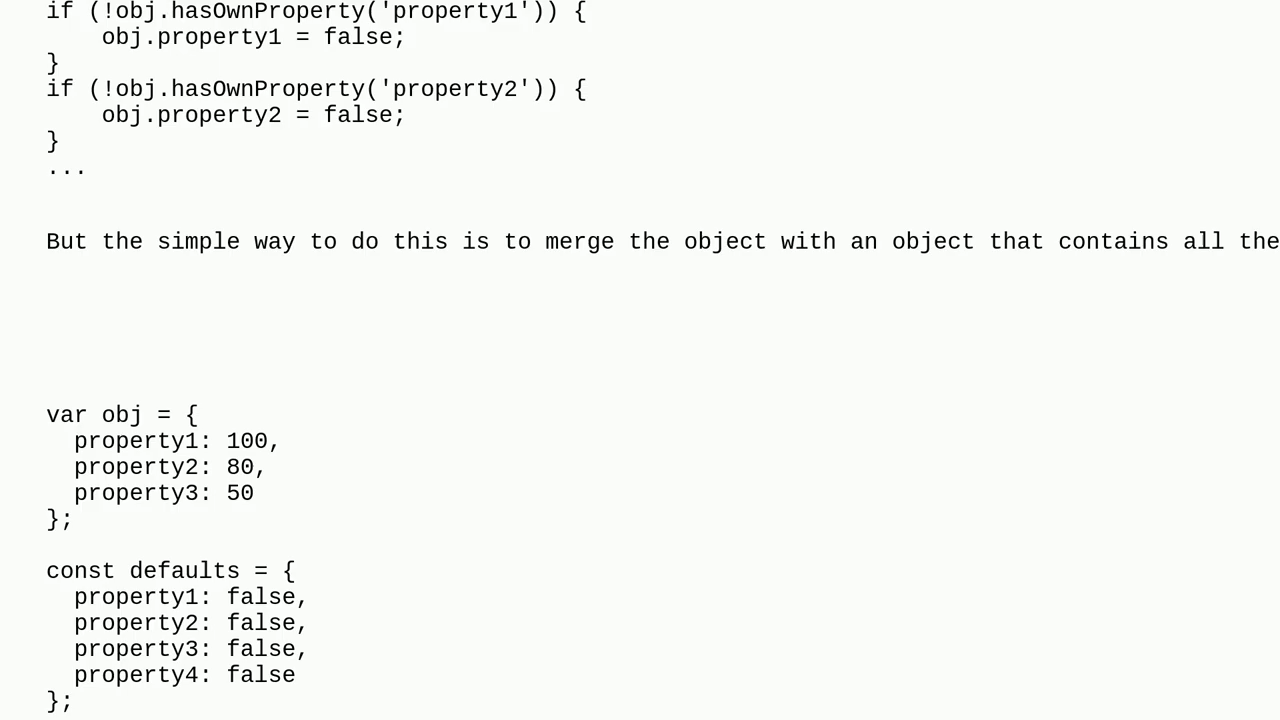 if (!obj.hasOwnProperty('property1')) {
    obj.property1 = false;
}
if (!obj.hasOwnProperty('property2')) {
    obj.property2 = false;
}
...
But the simple way to do this is to merge the object with an object that contains all the
var obj = {
  property1: 100,
  property2: 80,
  property3: 50
};
const defaults = {
  property1: false,
  property2: false,
  property3: false,
  property4: false
};